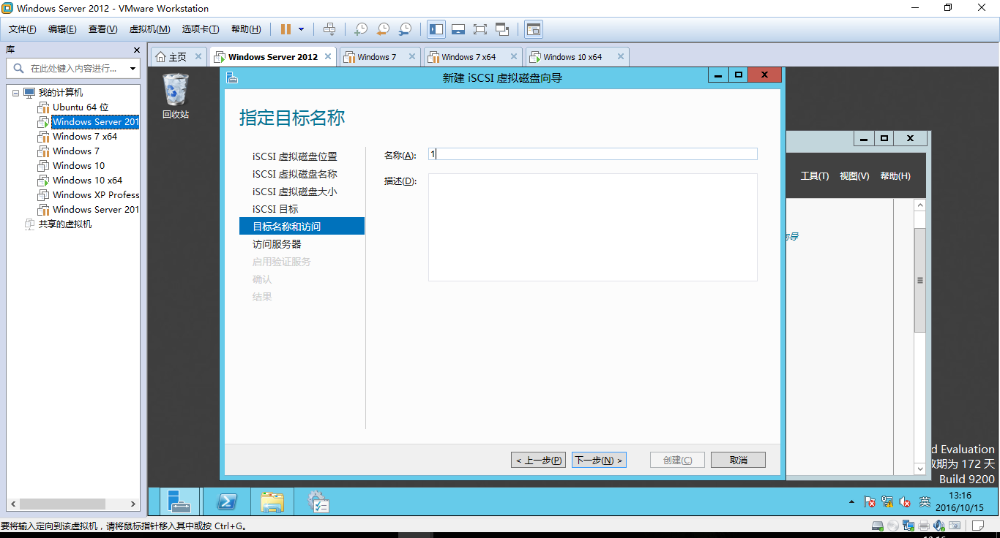 Windows Server 2012 - VMware Workstation
文件(F) 编辑(E) 查看(V) 虚拟机(M) 选项卡(T) 帮助(H)
库
在此处键入内容进行...
我的计算机
Ubuntu 64 位
Windows Server 201
Windows 7 x64
Windows 7
Windows 10
Windows 10 x64
Windows XP Profess
Windows Server 201
共享的虚拟机
主页 Windows Server 2012 Windows 7 Windows 7 x64 Windows 10 x64
回收站
新建 iSCSI 虚拟磁盘向导
指定目标名称
iSCSI 虚拟磁盘位置
iSCSI 虚拟磁盘名称
iSCSI 虚拟磁盘大小
iSCSI 目标
目标名称和访问
访问服务器
启用验证服务
确认
结果
名称(A): 1
描述(D):
< 上一步(P) 下一步(N) > 创建(C) 取消
工具(T) 视图(V) 帮助(H)
向导
d Evaluation
效期为 172 天
Build 9200
英
13:16
2016/10/15
要将输入定向到该虚拟机，请将鼠标指针移入其中或按 Ctrl+G。